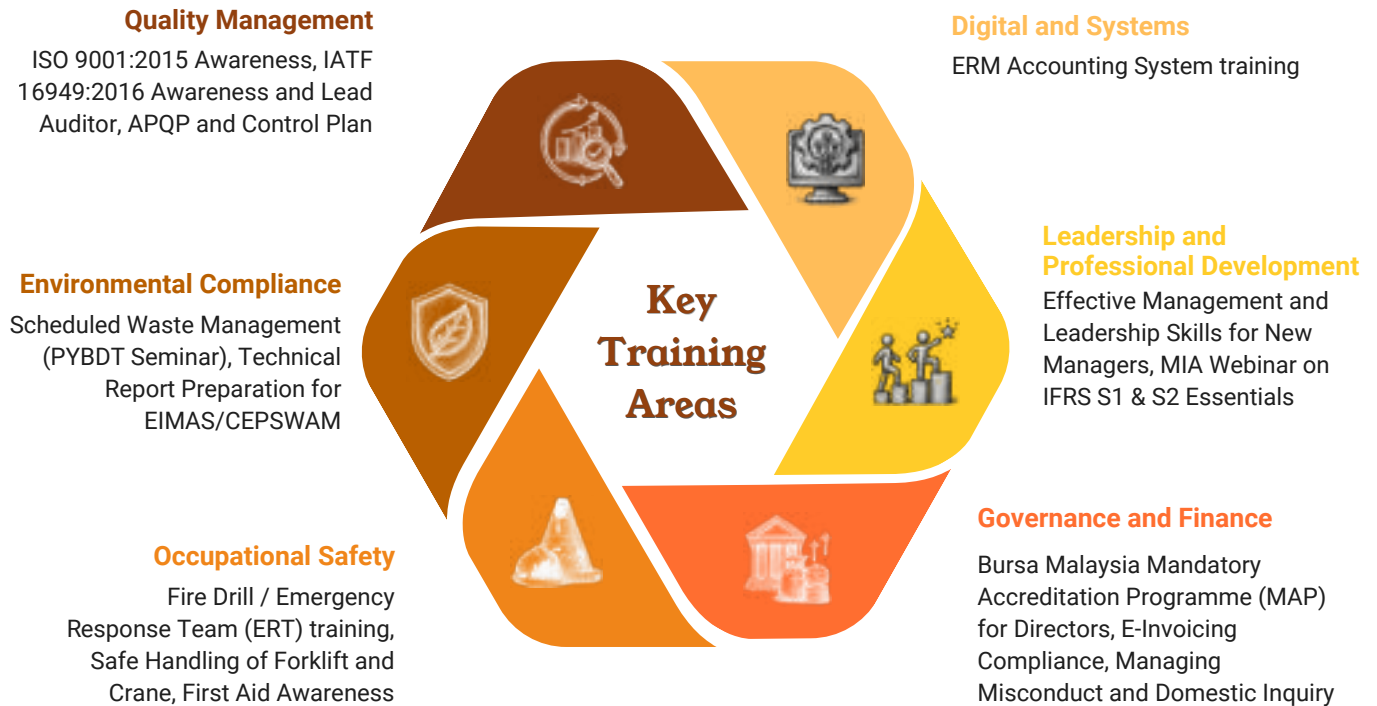 Quality Management
ISO 9001:2015 Awareness, IATF
16949:2016 Awareness and Lead
Auditor, APQP and Control Plan
Digital and Systems
ERM Accounting System training
Leadership and
Professional Development
Effective Management and
Leadership Skills for New
Managers, MIA Webinar on
IFRS S1 & S2 Essentials
Environmental Compliance
Scheduled Waste Management
(PYBDT Seminar), Technical
Report Preparation for
EIMAS/CEPSWAM
Key
Training
Areas
Occupational Safety
Fire Drill / Emergency
Response Team (ERT) training,
Safe Handling of Forklift and
Crane, First Aid Awareness
Governance and Finance
Bursa Malaysia Mandatory
Accreditation Programme (MAP)
for Directors, E-Invoicing
Compliance, Managing
Misconduct and Domestic Inquiry